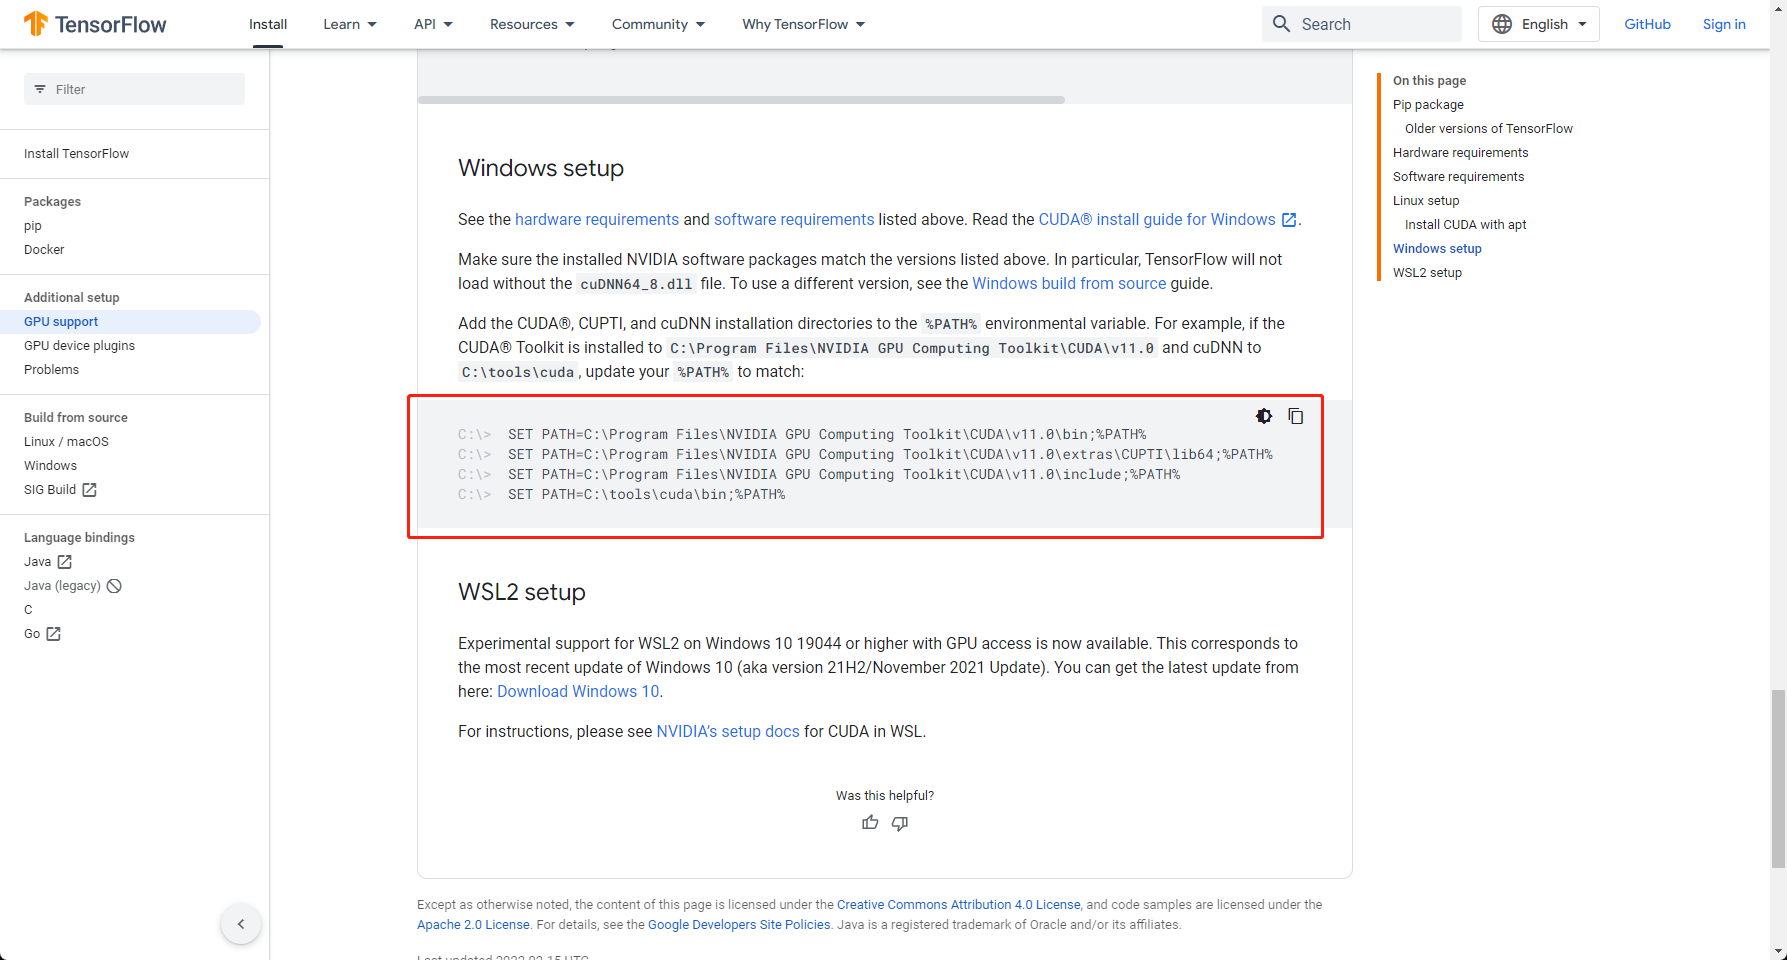 TensorFlow
Install
Learn
API
Resources
Community
Why TensorFlow
Search
English
GitHub
Sign in
Filter
Install TensorFlow
Packages
pip
Docker
Additional setup
GPU support
GPU device plugins
Problems
Build from source
Linux / macOS
Windows
SIG Build
Language bindings
Java
Java (legacy)
C
Go
Windows setup
See the hardware requirements and software requirements listed above. Read the CUDA® install guide for Windows.
Make sure the installed NVIDIA software packages match the versions listed above. In particular, TensorFlow will not
load without the cuDNN64_8.dll file. To use a different version, see the Windows build from source guide.
Add the CUDA®, CUPTI, and cuDNN installation directories to the %PATH% environmental variable. For example, if the
CUDA® Toolkit is installed to C:\Program Files\NVIDIA GPU Computing Toolkit\CUDA\v11.0 and cuDNN to
C:\tools\cuda, update your %PATH% to match:
C:\> SET PATH=C:\Program Files\NVIDIA GPU Computing Toolkit\CUDA\v11.0\bin;%PATH%
C:\> SET PATH=C:\Program Files\NVIDIA GPU Computing Toolkit\CUDA\v11.0\extras\CUPTI\lib64;%PATH%
C:\> SET PATH=C:\Program Files\NVIDIA GPU Computing Toolkit\CUDA\v11.0\include;%PATH%
C:\> SET PATH=C:\tools\cuda\bin;%PATH%
WSL2 setup
Experimental support for WSL2 on Windows 10 19044 or higher with GPU access is now available. This corresponds to
the most recent update of Windows 10 (aka version 21H2/November 2021 Update). You can get the latest update from
here: Download Windows 10.
For instructions, please see NVIDIA's setup docs for CUDA in WSL.
Was this helpful?
Except as otherwise noted, the content of this page is licensed under the Creative Commons Attribution 4.0 License, and code samples are licensed under the
Apache 2.0 License. For details, see the Google Developers Site Policies. Java is a registered trademark of Oracle and/or its affiliates.
Last updated 2022-02-15 UTC
On this page
Pip package
Older versions of TensorFlow
Hardware requirements
Software requirements
Linux setup
Install CUDA with apt
Windows setup
WSL2 setup